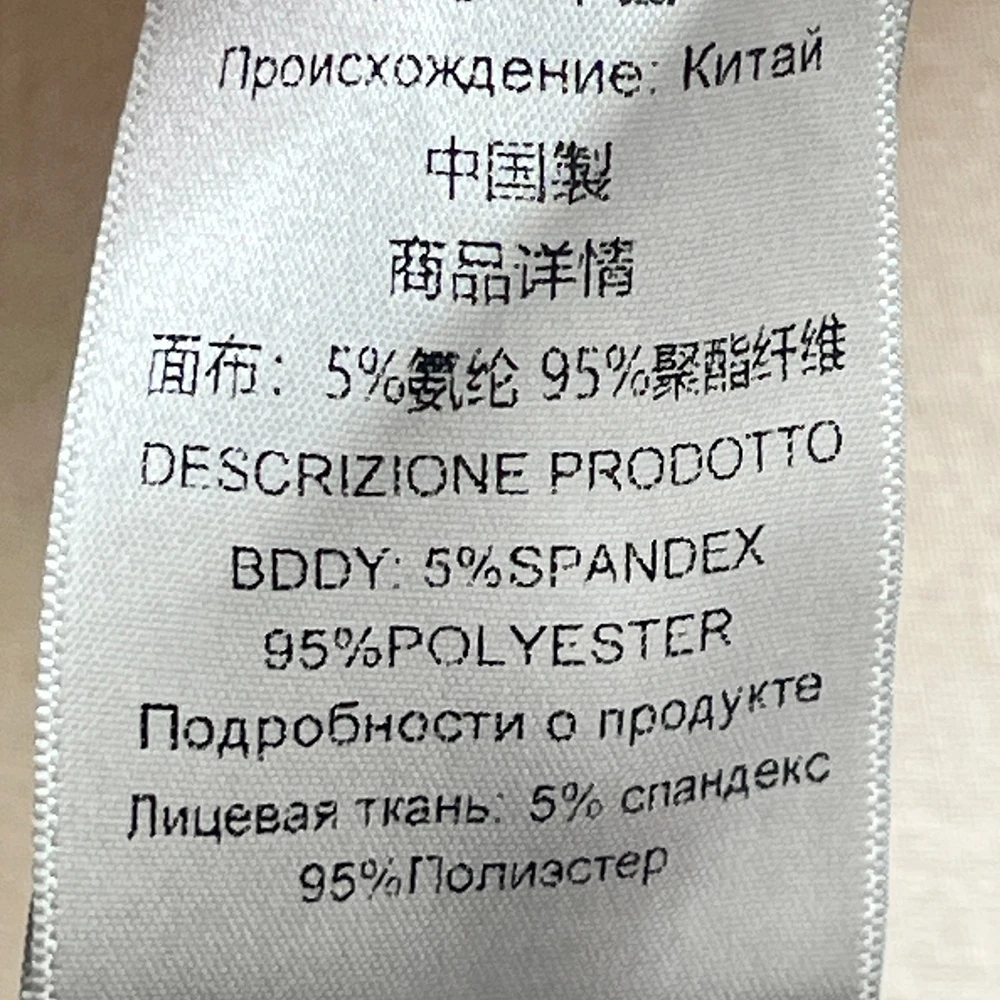 Происхождение: Китай
中国製
商品详情
面布: 5%氨纶 95%聚酯纤维
DESCRIZIONE PRODOTTO
BDDY: 5%SPANDEX
95%POLYESTER
Подробности о продукте
Лицевая ткань: 5% спандекс
95%Полиэстер